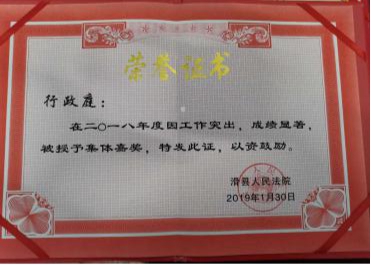 荣誉证书
行政庭：
在二〇一八年度因工作突出，成绩显著，
被授予集体嘉奖，特发此证，以资鼓励。
滑县人民法院
2019年1月30日